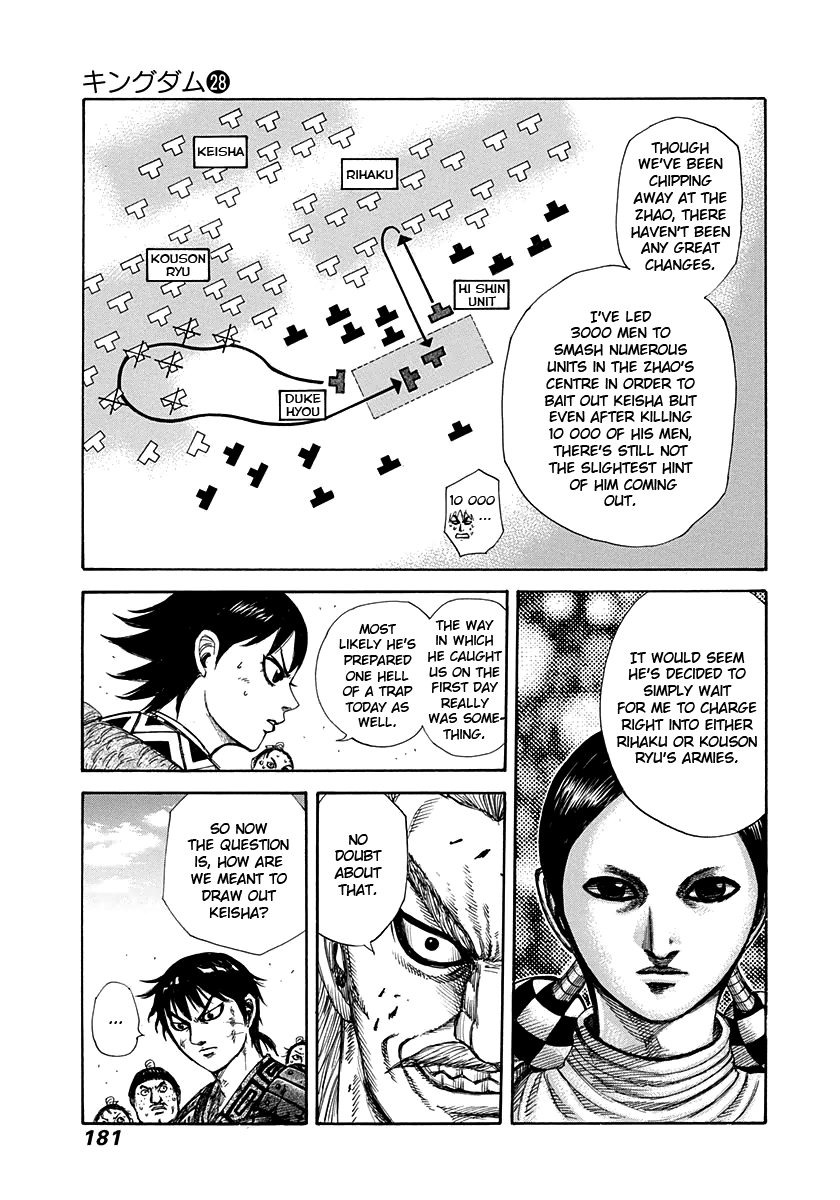 キングダム28
THOUGH
WE'VE BEEN
CHIPPING
AWAY AT THE
ZHAO, THERE
HAVEN'T BEEN
ANY GREAT
CHANGES.
KEISHA
RIHAKU
KOUSON
RYU
HI SHIN
UNIT
DUKE
HYOU
I'VE LED
3000 MEN TO
SMASH NUMEROUS
UNITS IN THE ZHAO'S
CENTRE IN ORDER TO
BAIT OUT KEISHA BUT
EVEN AFTER KILLING
10 000 OF HIS MEN,
THERE'S STILL NOT
THE SLIGHTEST HINT
OF HIM COMING
OUT.
10 000
...
IT WOULD SEEM
HE'S DECIDED TO
SIMPLY WAIT
FOR ME TO CHARGE
RIGHT INTO EITHER
RIHAKU OR KOUSON
RYU'S ARMIES.
THE WAY
IN WHICH
HE CAUGHT
US ON THE
FIRST DAY
REALLY
WAS SOME-
THING.
MOST
LIKELY HE'S
PREPARED
ONE HELL
OF A TRAP
TODAY AS
WELL.
NO
DOUBT
ABOUT
THAT.
SO NOW
THE QUESTION
IS, HOW ARE
WE MEANT TO
DRAW OUT
KEISHA?
...
181